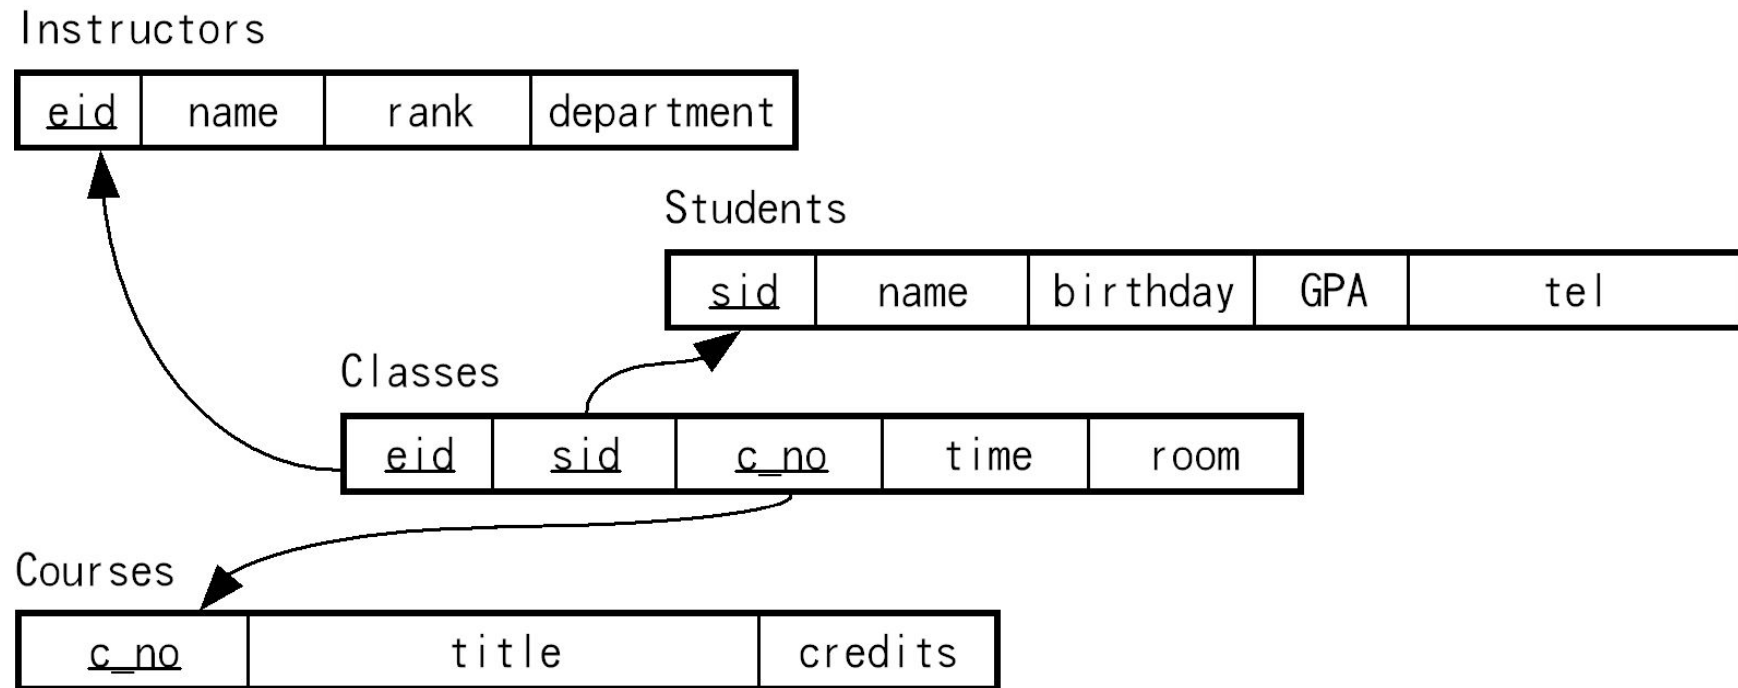 Instructors
eid name rank department
Students
sid name birthday GPA tel
Classes
eid sid c_no time room
Courses
c_no title credits